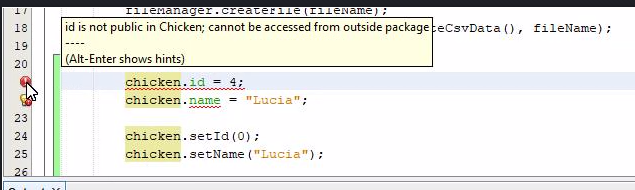 17 fileManager.createFile(fileName);
id is not public in Chicken; cannot be accessed from outside package
18 teCsvData(), fileName);
----
19
(Alt-Enter shows hints)
20
chicken.id = 4;
chicken.name = "Lucia";
23
24 chicken.setId(0);
25 chicken.setName("Lucia");
26